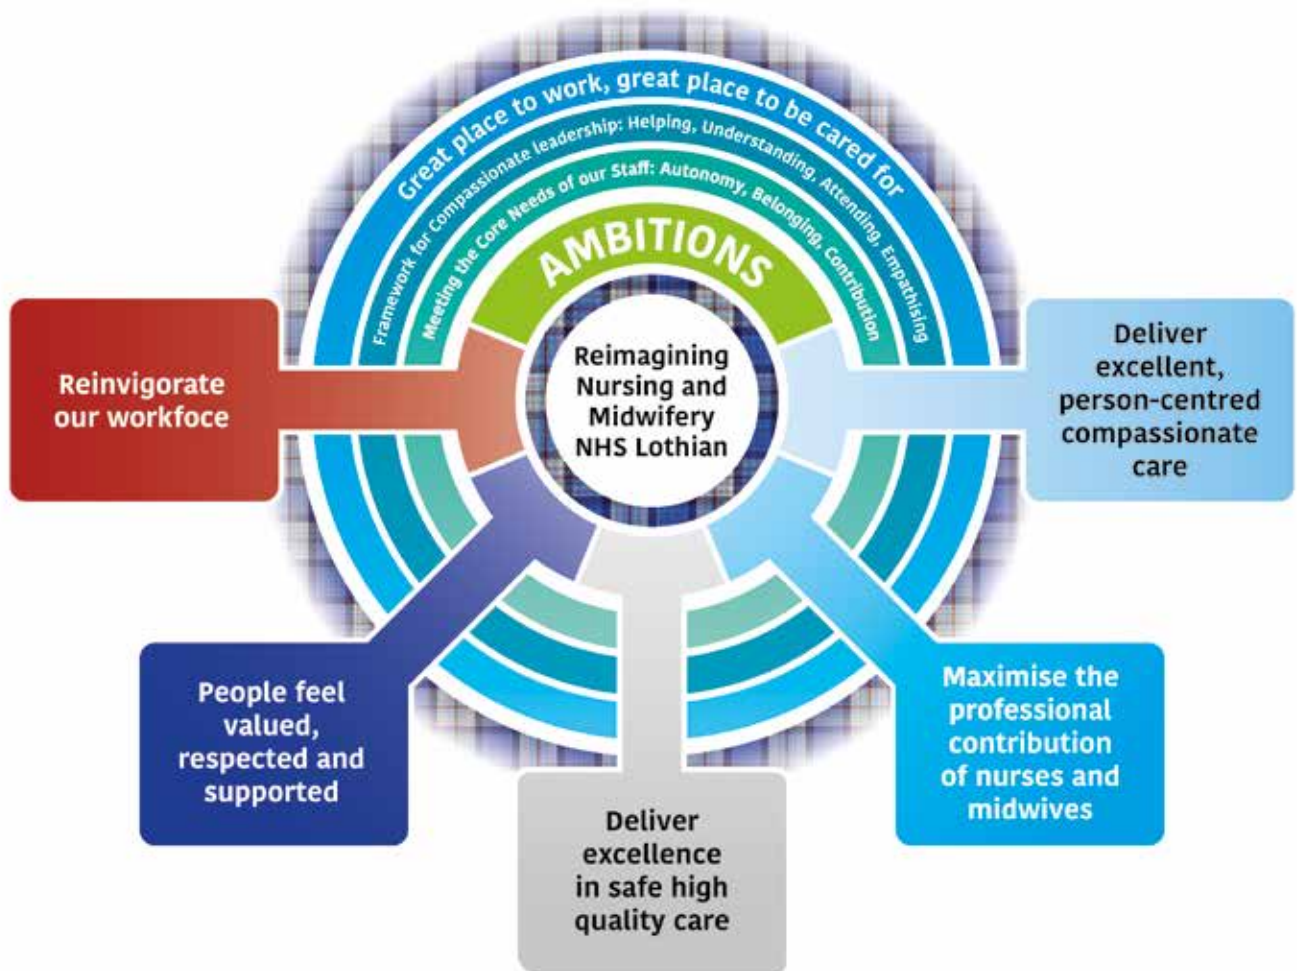 Great place to work, great place to be cared for
Framework for Compassionate leadership: Helping, Understanding, Attending, Empathising
Meeting the Core Needs of our Staff: Autonomy, Belonging, Contribution
AMBITIONS
Reimagining
Nursing and
Midwifery
NHS Lothian
Reinvigorate
our workfoce
People feel
valued,
respected and
supported
Deliver
excellence
in safe high
quality care
Maximise the
professional
contribution
of nurses and
midwives
Deliver
excellent,
person-centred
compassionate
care